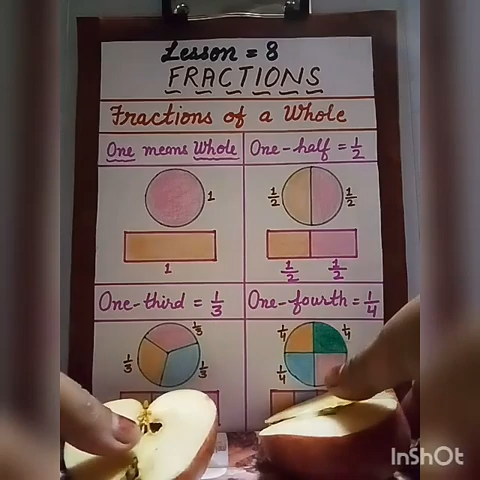 Lesson = 8
FRACTIONS
Fractions of a Whole
One means Whole
One-half = 1/2
1
1/2
1/2
1
1/2
1/2
One-third = 1/3
One-fourth = 1/4
1/3
1/3
1/3
1/4
1/4
1/4
InShOt